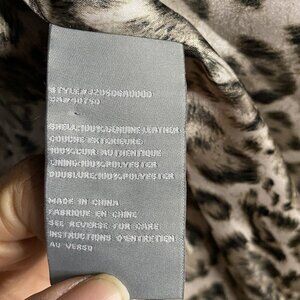 SHELL:100%GENUINE LEATHER
COUCHE EXTERIEURE:
100%CUIR AUTHENTIQUE
LINING:100%POLYESTER
DOUBLURE:100%POLYESTER
MADE IN CHINA
FABRIQUE EN CHINE
SEE REVERSE FOR CARE
INSTRUCTIONS D'ENTRETIEN
AU VERSO